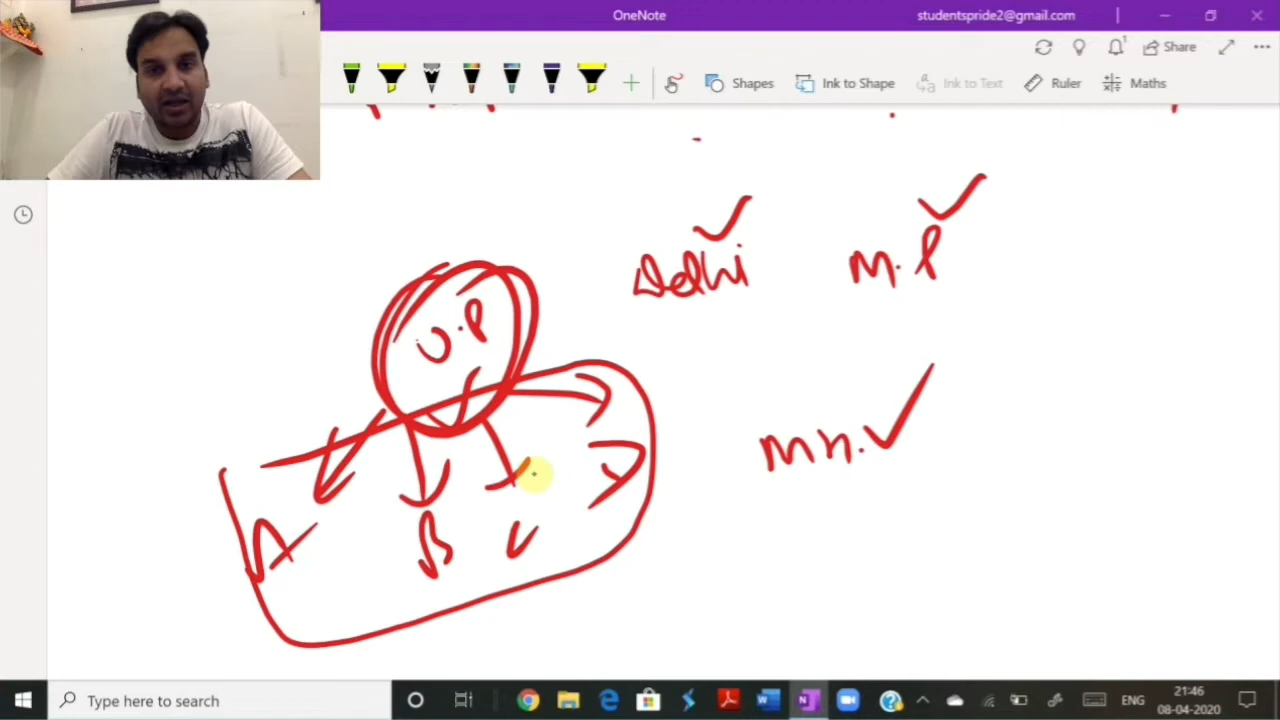 OneNote
studentspride2@gmail.com
1
Share
Shapes
Ink to Shape
Ink to Text
Ruler
Maths
Delhi
M.P
U.P
A
B
Type here to search
ENG
21:46
08-04-2020